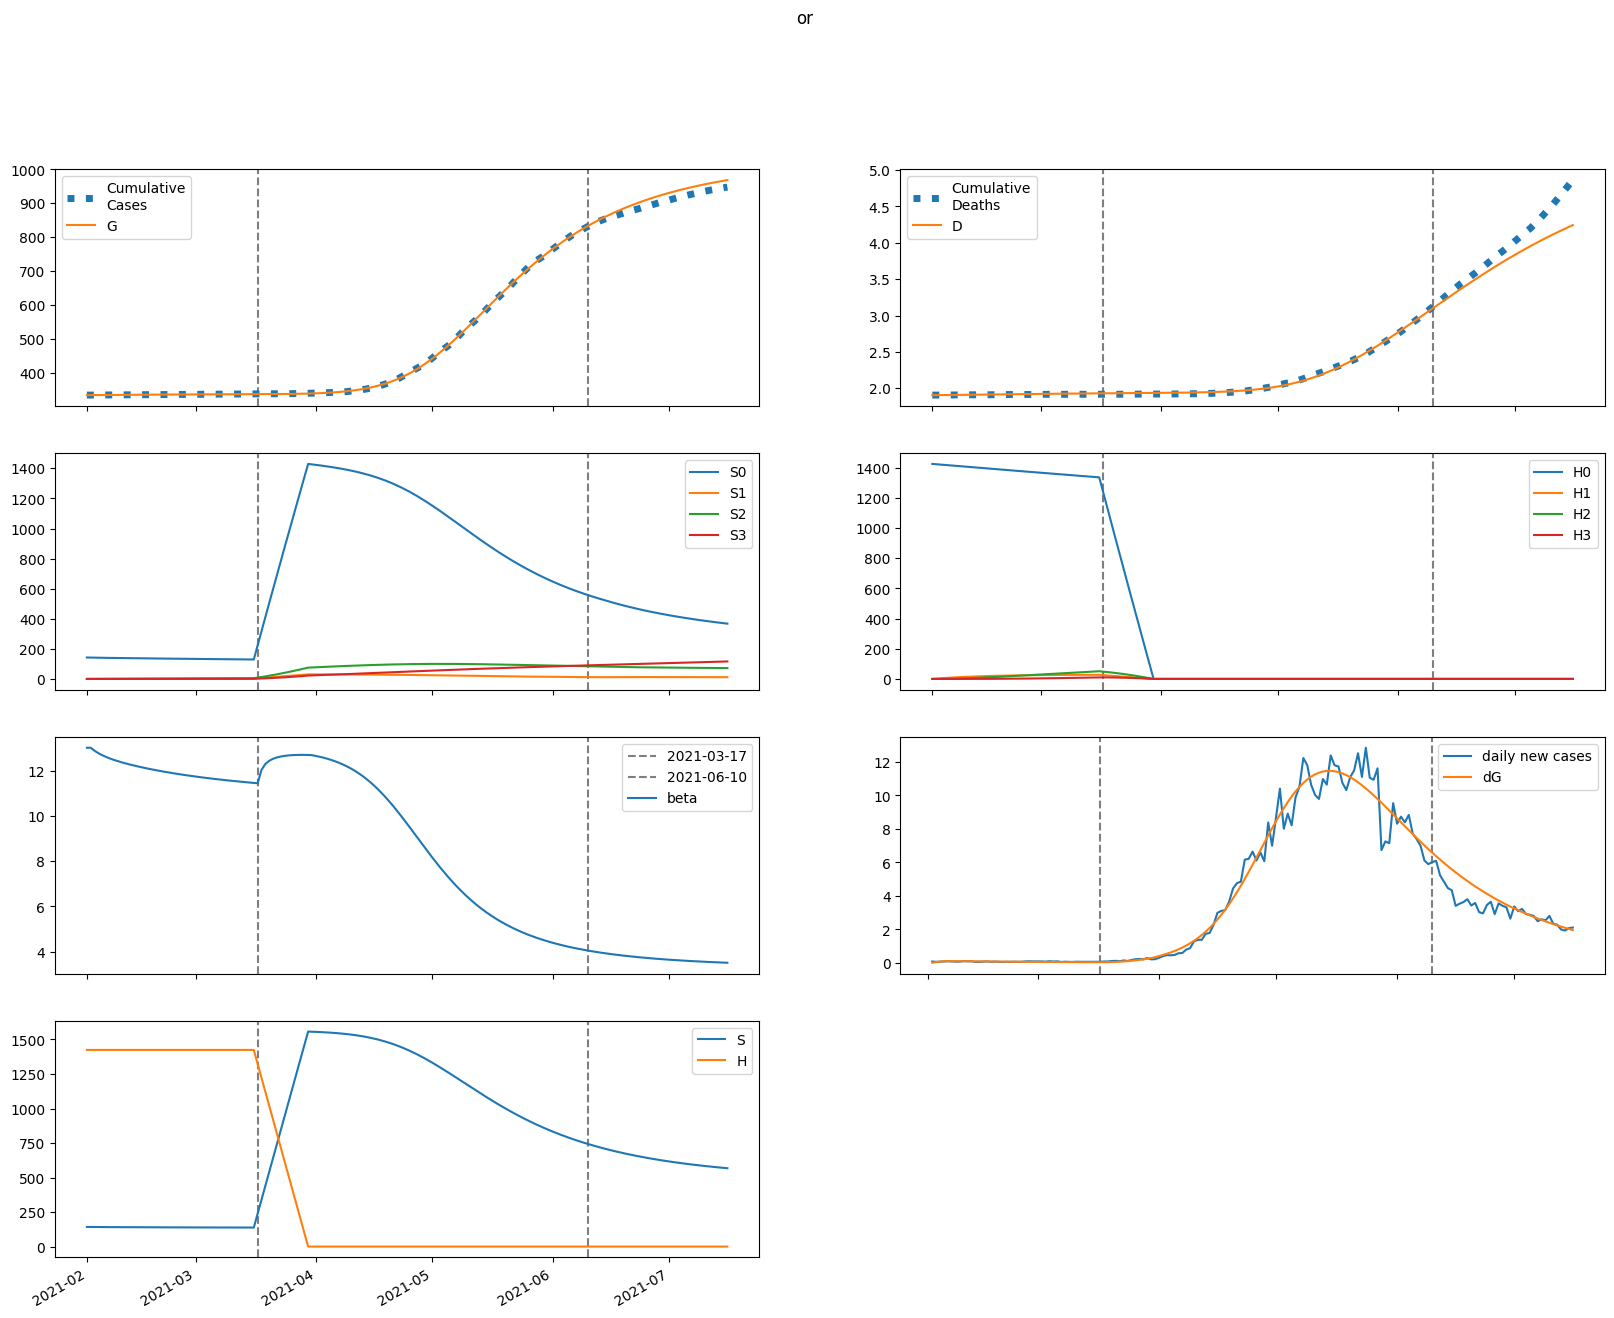 or
1000
900
800
700
600
500
400
Cumulative
Cases
G
5.0
4.5
4.0
3.5
3.0
2.5
2.0
Cumulative
Deaths
D
1400
1200
1000
800
600
400
200
0
S0
S1
S2
S3
1400
1200
1000
800
600
400
200
0
H0
H1
H2
H3
12
10
8
6
4
2021-03-17
2021-06-10
beta
12
10
8
6
4
2
0
daily new cases
dG
1500
1250
1000
750
500
250
0
S
H
2021-02
2021-03
2021-04
2021-05
2021-06
2021-07